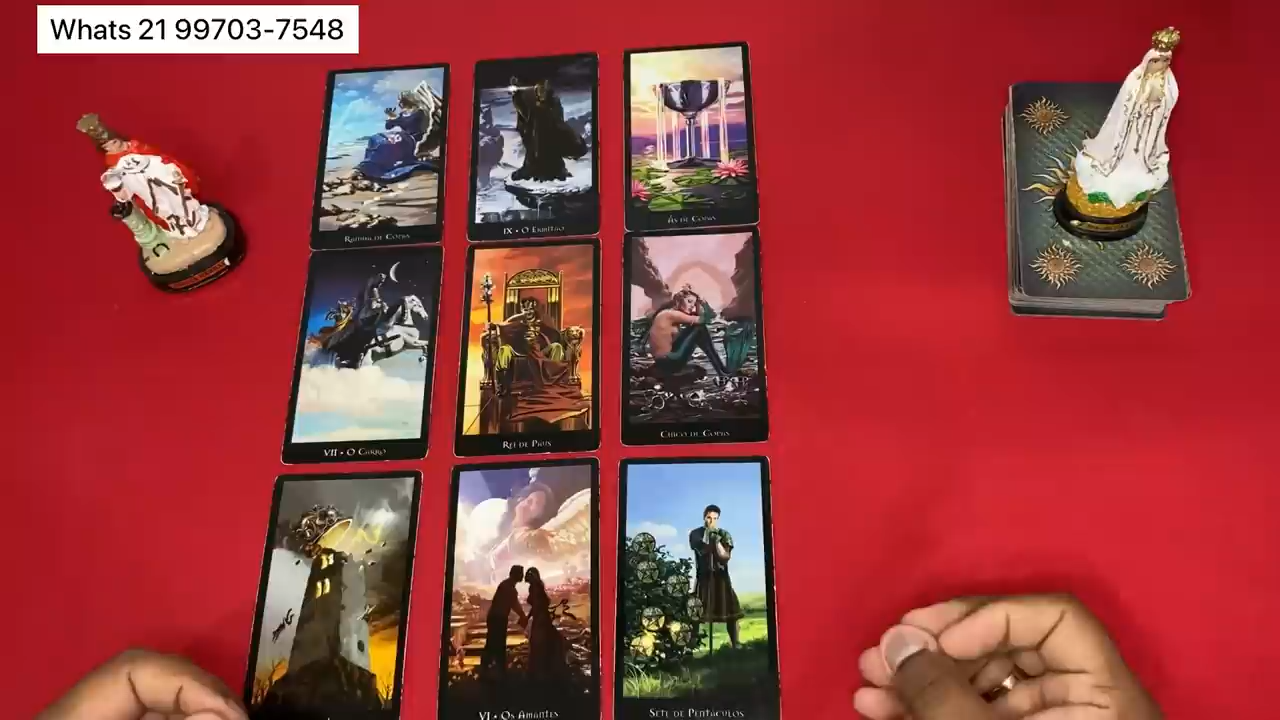 Whats 21 99703-7548
Rainha de Copas
IX • O Ermitão
Ás de Copas
VII • O Carro
Rei de Paus
Cinco de Copas
VI • Os Amantes
Sete de Pentáculos